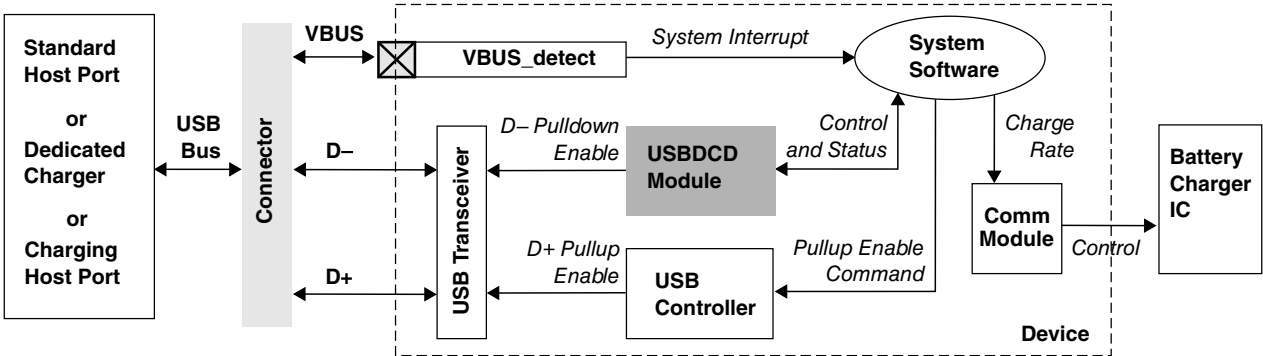 Standard
Host Port
or
Dedicated
Charger
or
Charging
Host Port
USB
Bus
Connector
VBUS
D–
D+
VBUS_detect
System Interrupt
System
Software
D– Pulldown
Enable
USBDCD
Module
Control
and Status
Charge
Rate
USB Transceiver
D+ Pullup
Enable
USB
Controller
Pullup Enable
Command
Comm
Module
Control
Battery
Charger
IC
Device